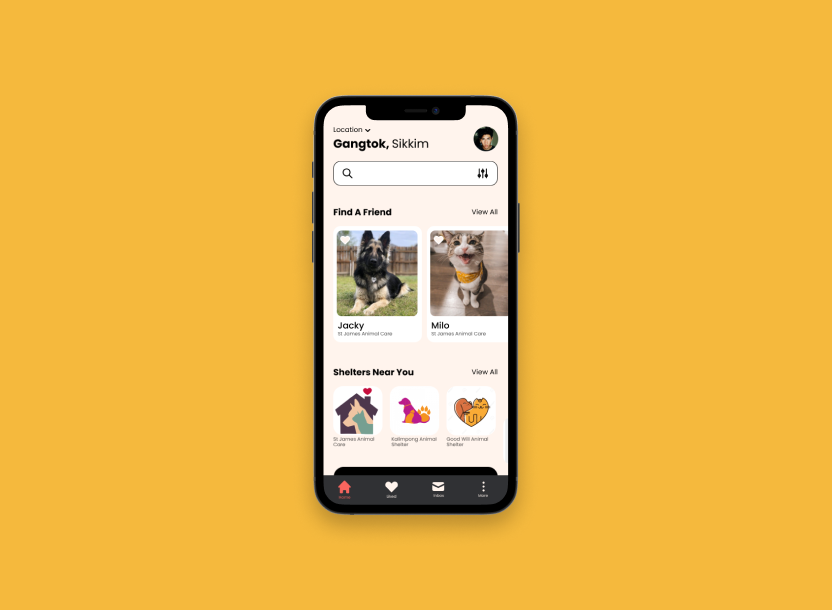 Location
Gangtok, Sikkim
Find A Friend
View All
Jacky
St James Animal Care
Milo
St James Animal Care
Shelters Near You
View All
St James Animal
Care
Kalimpong Animal
Shelter
Good Will Animal
Shelter
Home
Liked
Inbox
More